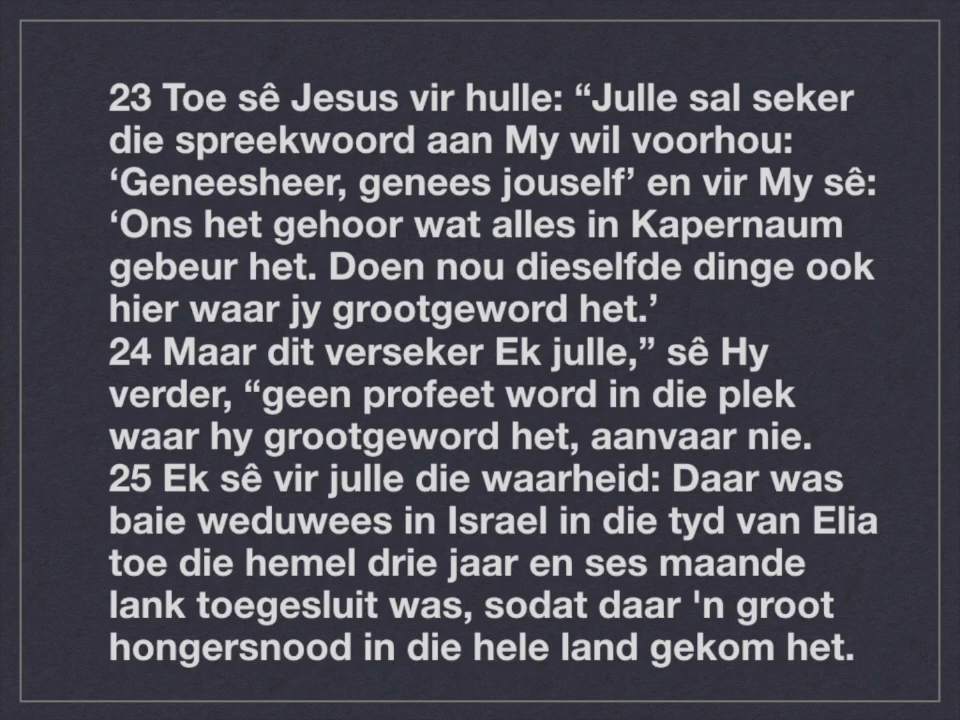 23 Toe sê Jesus vir hulle: “Julle sal seker
die spreekwoord aan My wil voorhou:
‘Geneesheer, genees jouself’ en vir My sê:
‘Ons het gehoor wat alles in Kapernaum
gebeur het. Doen nou dieselfde dinge ook
hier waar jy grootgeword het.’
24 Maar dit verseker Ek julle,” sê Hy
verder, “geen profeet word in die plek
waar hy grootgeword het, aanvaar nie.
25 Ek sê vir julle die waarheid: Daar was
baie weduwees in Israel in die tyd van Elia
toe die hemel drie jaar en ses maande
lank toegesluit was, sodat daar 'n groot
hongersnood in die hele land gekom het.